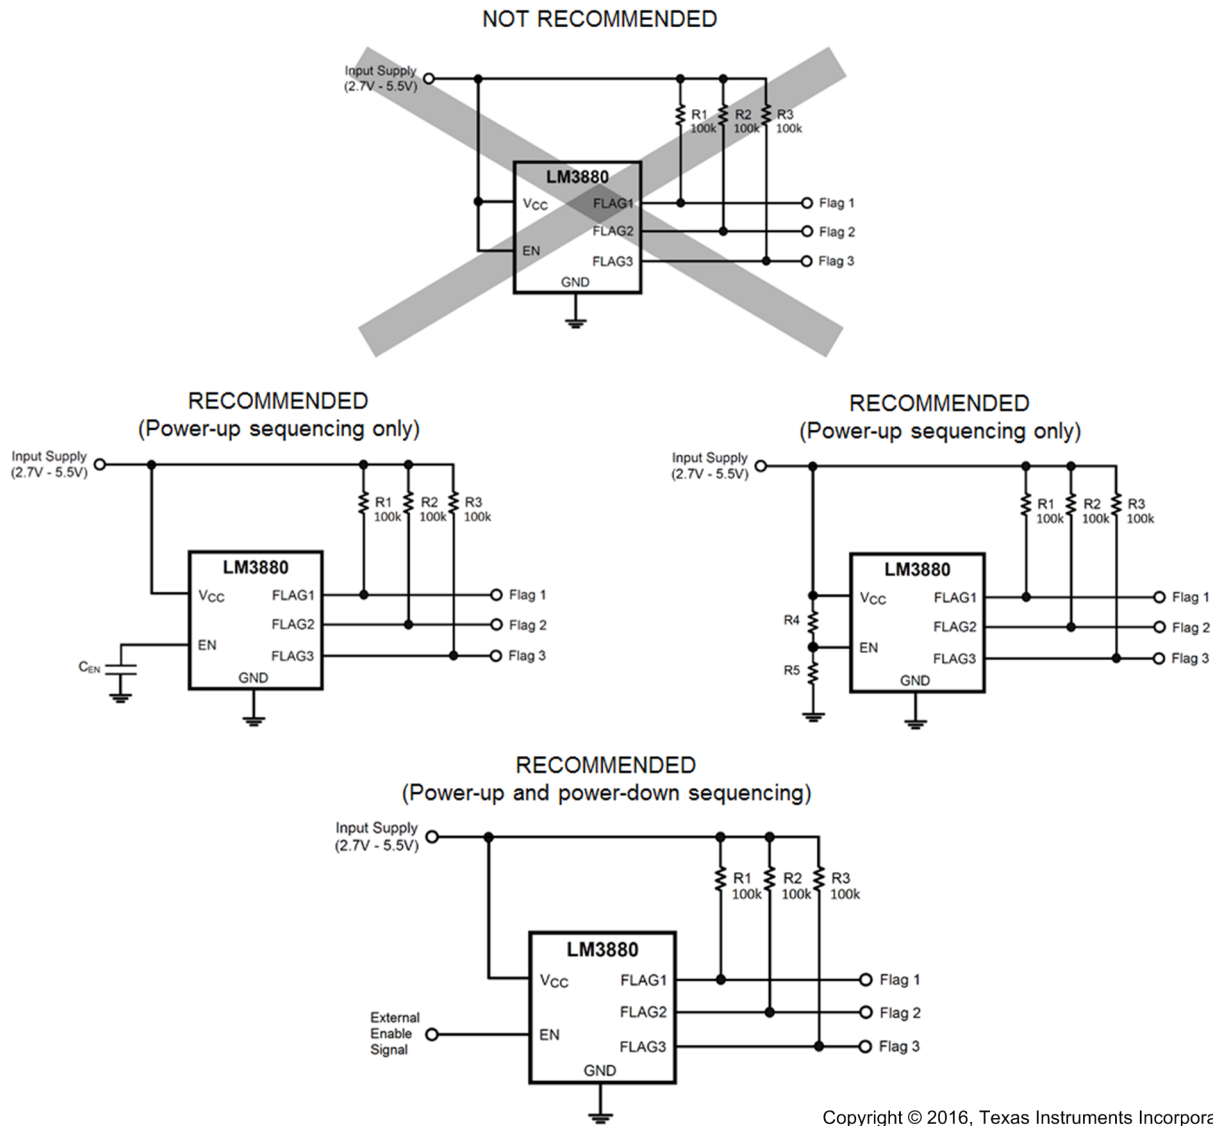 NOT RECOMMENDED
Input Supply
(2.7V - 5.5V)
R1
100k
R2
100k
R3
100k
LM3880
VCC
EN
FLAG1
FLAG2
FLAG3
GND
Flag 1
Flag 2
Flag 3
RECOMMENDED
(Power-up sequencing only)
Input Supply
(2.7V - 5.5V)
R1
100k
R2
100k
R3
100k
LM3880
VCC
EN
FLAG1
FLAG2
FLAG3
GND
CEN
Flag 1
Flag 2
Flag 3
RECOMMENDED
(Power-up sequencing only)
Input Supply
(2.7V - 5.5V)
R1
100k
R2
100k
R3
100k
LM3880
VCC
EN
FLAG1
FLAG2
FLAG3
GND
R4
R5
Flag 1
Flag 2
Flag 3
RECOMMENDED
(Power-up and power-down sequencing)
Input Supply
(2.7V - 5.5V)
R1
100k
R2
100k
R3
100k
LM3880
VCC
EN
FLAG1
FLAG2
FLAG3
GND
External
Enable
Signal
Flag 1
Flag 2
Flag 3
Copyright © 2016, Texas Instruments Incorpora